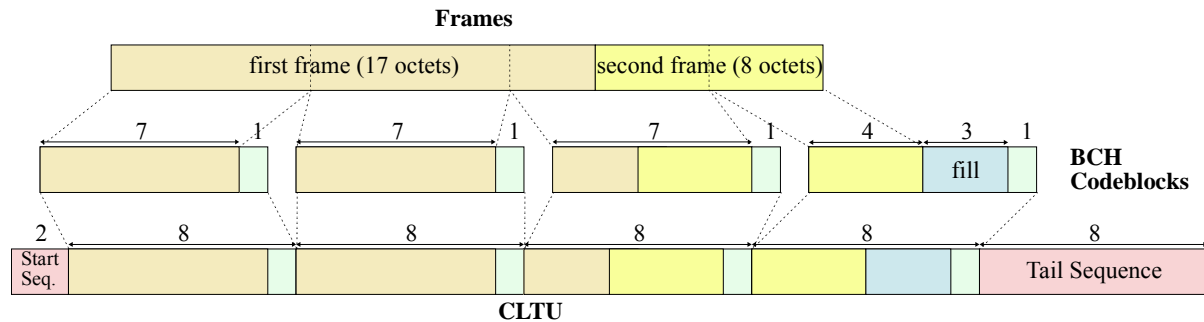 Frames
first frame (17 octets) second frame (8 octets)
7 1 7 1 7 1 4 3 1
fill
BCH
Codeblocks
2 8 8 8 8 8
Start
Seq.
Tail Sequence
CLTU